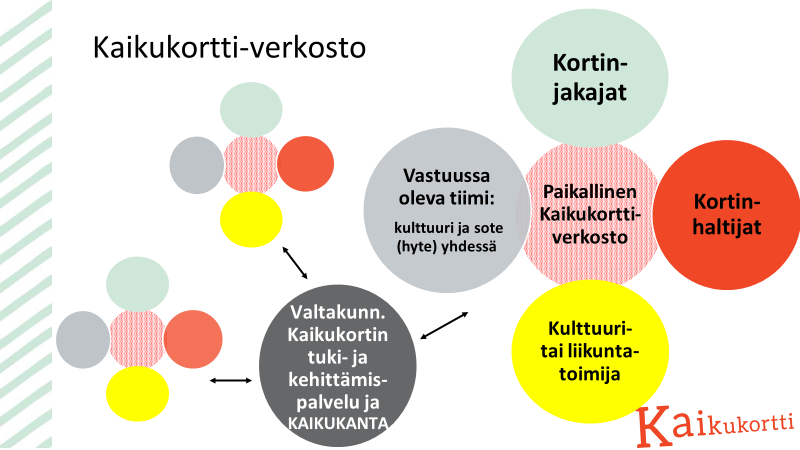 Kaikukortti-verkosto
Kortin-
jakajat
Vastuussa
oleva tiimi:
kulttuuri ja sote
(hyte) yhdessä
Paikallinen
Kaikukortti-
verkosto
Kortin-
haltijat
Valtakunn.
Kaikukortin
tuki- ja
kehittämis-
palvelu ja
KAIKUKANTA
Kulttuuri-
tai liikunta-
toimija
Kaikukortti